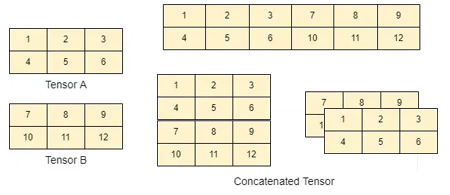 1 2 3
4 5 6
Tensor A
7 8 9
10 11 12
Tensor B
1 2 3 7 8 9
4 5 6 10 11 12
1 2 3
4 5 6
7 8 9
10 11 12
7 8 9
1
1 2 3
4 5 6
Concatenated Tensor